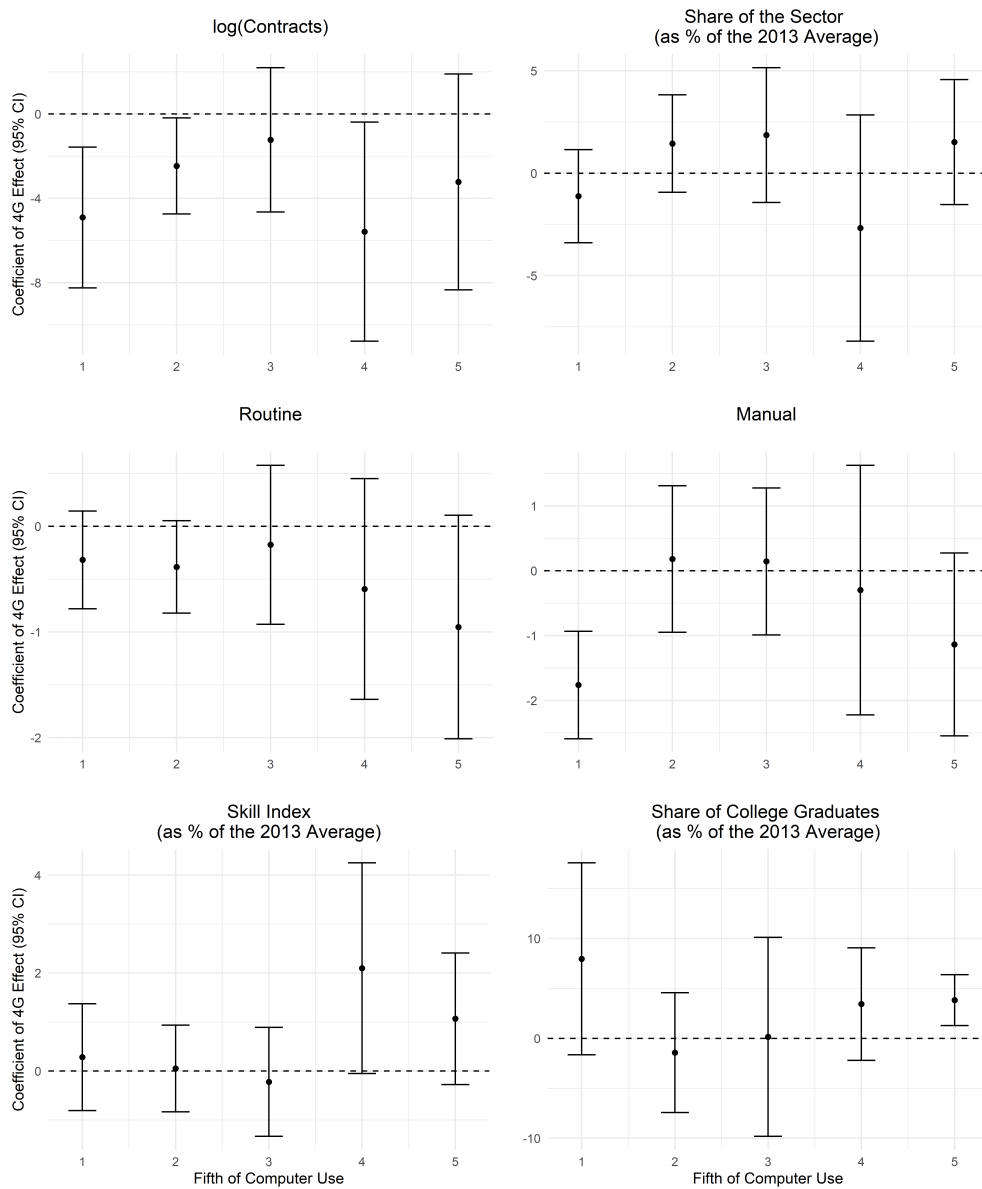 log(Contracts)
Coefficient of 4G Effect (95% CI)
0
-4
-8
1 2 3 4 5
Share of the Sector
(as % of the 2013 Average)
5
0
-5
1 2 3 4 5
Routine
Coefficient of 4G Effect (95% CI)
0
-1
-2
1 2 3 4 5
Manual
1
0
-1
-2
1 2 3 4 5
Skill Index
(as % of the 2013 Average)
Coefficient of 4G Effect (95% CI)
4
2
0
1 2 3 4 5
Fifth of Computer Use
Share of College Graduates
(as % of the 2013 Average)
10
0
-10
1 2 3 4 5
Fifth of Computer Use